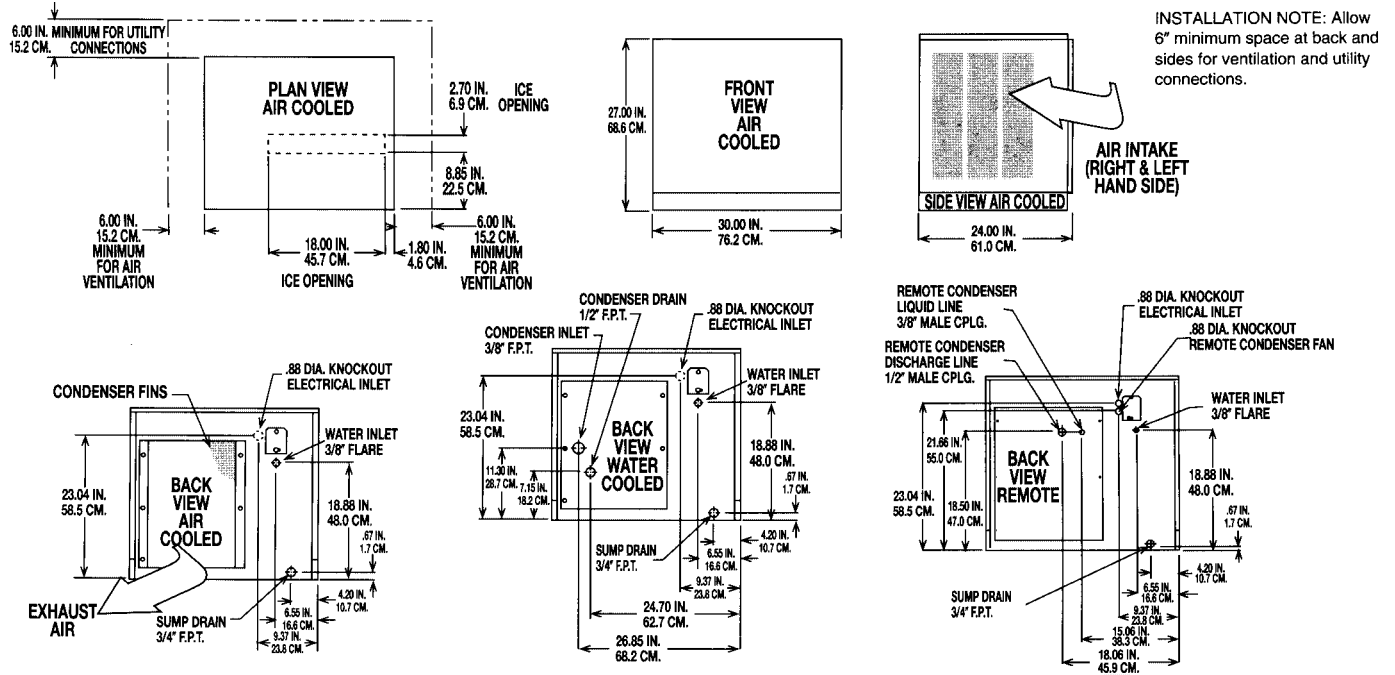 6.00 IN. MINIMUM FOR UTILITY
15.2 CM. CONNECTIONS
PLAN VIEW
AIR COOLED
2.70 IN. ICE
6.9 CM. OPENING
8.85 IN.
22.5 CM.
6.00 IN.
15.2 CM.
MINIMUM
FOR AIR
VENTILATION
18.00 IN.
45.7 CM.
ICE OPENING
1.80 IN.
4.6 CM.
6.00 IN.
15.2 CM.
MINIMUM
FOR AIR
VENTILATION
27.00 IN.
68.6 CM.
FRONT
VIEW
AIR
COOLED
30.00 IN.
76.2 CM.
SIDE VIEW AIR COOLED
24.00 IN.
61.0 CM.
AIR INTAKE
(RIGHT & LEFT
HAND SIDE)
INSTALLATION NOTE: Allow
6" minimum space at back and
sides for ventilation and utility
connections.
CONDENSER FINS
.88 DIA. KNOCKOUT
ELECTRICAL INLET
WATER INLET
3/8" FLARE
23.04 IN.
58.5 CM.
BACK
VIEW
AIR
COOLED
18.88 IN.
48.0 CM.
.67 IN.
1.7 CM.
EXHAUST
AIR
SUMP DRAIN
3/4" F.P.T.
4.20 IN.
10.7 CM.
6.55 IN.
16.6 CM.
9.37 IN.
23.8 CM.
CONDENSER DRAIN
1/2" F.P.T.
CONDENSER INLET
3/8" F.P.T.
.88 DIA. KNOCKOUT
ELECTRICAL INLET
WATER INLET
3/8" FLARE
23.04 IN.
58.5 CM.
11.30 IN.
28.7 CM.
7.15 IN.
18.2 CM.
BACK
VIEW
WATER
COOLED
18.88 IN.
48.0 CM.
.67 IN.
1.7 CM.
SUMP DRAIN
3/4" F.P.T.
4.20 IN.
10.7 CM.
6.55 IN.
16.6 CM.
9.37 IN.
23.8 CM.
24.70 IN.
62.7 CM.
26.85 IN.
68.2 CM.
REMOTE CONDENSER
LIQUID LINE
3/8" MALE CPLG.
REMOTE CONDENSER
DISCHARGE LINE
1/2" MALE CPLG.
.88 DIA. KNOCKOUT
ELECTRICAL INLET
.88 DIA. KNOCKOUT
REMOTE CONDENSER FAN
WATER INLET
3/8" FLARE
23.04 IN.
58.5 CM.
21.66 IN.
55.0 CM.
18.50 IN.
47.0 CM.
BACK
VIEW
REMOTE
18.88 IN.
48.0 CM.
.67 IN.
1.7 CM.
SUMP DRAIN
3/4" F.P.T.
4.20 IN.
10.7 CM.
6.55 IN.
16.6 CM.
9.37 IN.
23.8 CM.
15.06 IN.
38.3 CM.
18.06 IN.
45.9 CM.